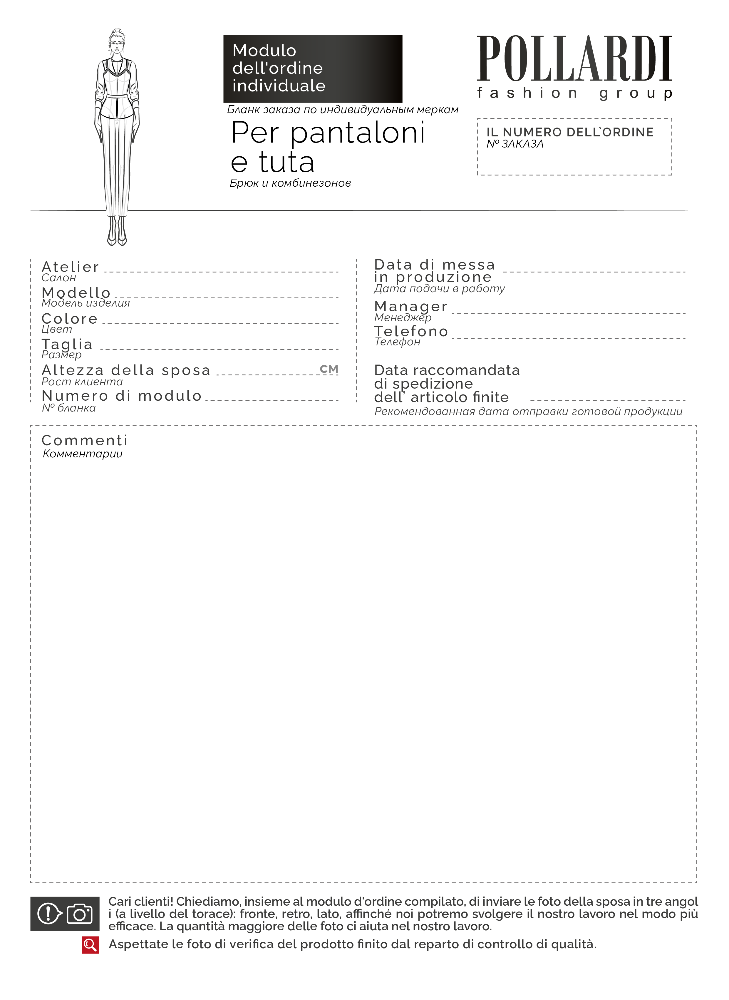 Modulo
dell'ordine
individuale
Бланк заказа по индивидуальным меркам
Per pantaloni
e tuta
Брюк и комбинезонов
POLLARDI
fashion group
IL NUMERO DELL`ORDINE
№ ЗАКАЗА
Atelier
Салон
Modello
Модель изделия
Colore
Цвет
Taglia
Размер
Altezza della sposa
СМ
Рост клиента
Numero di modulo
№ бланка
Data di messa
in produzione
Дата подачи в работу
Manager
Менеджер
Telefono
Телефон
Data raccomandata
di spedizione
dell’ articolo finite
Рекомендованная дата отправки готовой продукции
Commenti
Комментарии
Cari clienti! Chiediamo, insieme al modulo d'ordine compilato, di inviare le foto della sposa in tre angol
i (a livello del torace): fronte, retro, lato, affinché noi potremo svolgere il nostro lavoro nel modo più
efficace. La quantità maggiore delle foto ci aiuta nel nostro lavoro.
Aspettate le foto di verifica del prodotto finito dal reparto di controllo di qualità.